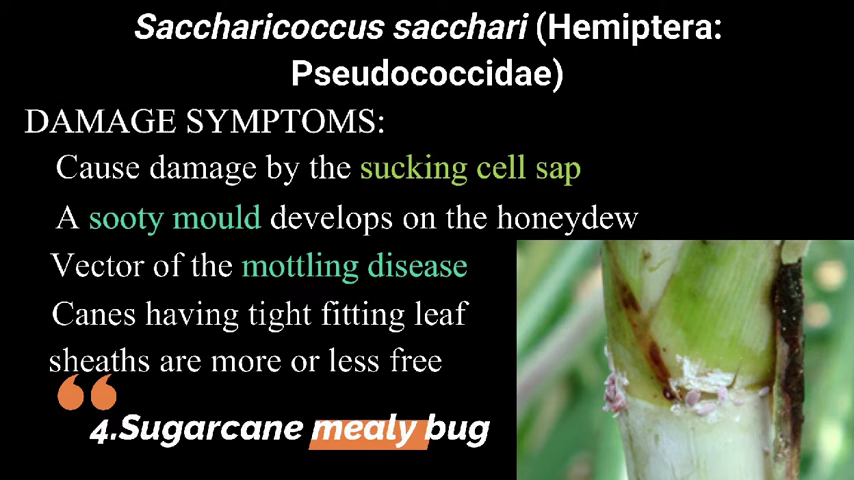 Saccharicoccus sacchari (Hemiptera:
Pseudococcidae)
DAMAGE SYMPTOMS:
Cause damage by the sucking cell sap
A sooty mould develops on the honeydew
Vector of the mottling disease
Canes having tight fitting leaf
sheaths are more or less free
“
4.Sugarcane mealy bug